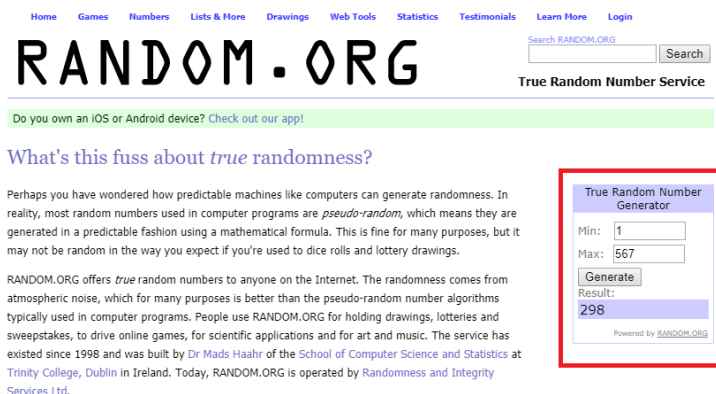 Home Games Numbers Lists & More Drawings Web Tools Statistics Testimonials Learn More Login
RANDOM.ORG
Search RANDOM.ORG
Search
True Random Number Service
Do you own an iOS or Android device? Check out our app!
What's this fuss about true randomness?
Perhaps you have wondered how predictable machines like computers can generate randomness. In
reality, most random numbers used in computer programs are pseudo-random, which means they are
generated in a predictable fashion using a mathematical formula. This is fine for many purposes, but it
may not be random in the way you expect if you're used to dice rolls and lottery drawings.
RANDOM.ORG offers true random numbers to anyone on the Internet. The randomness comes from
atmospheric noise, which for many purposes is better than the pseudo-random number algorithms
typically used in computer programs. People use RANDOM.ORG for holding drawings, lotteries and
sweepstakes, to drive online games, for scientific applications and for art and music. The service has
existed since 1998 and was built by Dr Mads Haahr of the School of Computer Science and Statistics at
Trinity College, Dublin in Ireland. Today, RANDOM.ORG is operated by Randomness and Integrity
Services Ltd.
True Random Number
Generator
Min: 1
Max: 567
Generate
Result:
298
Powered by RANDOM.ORG